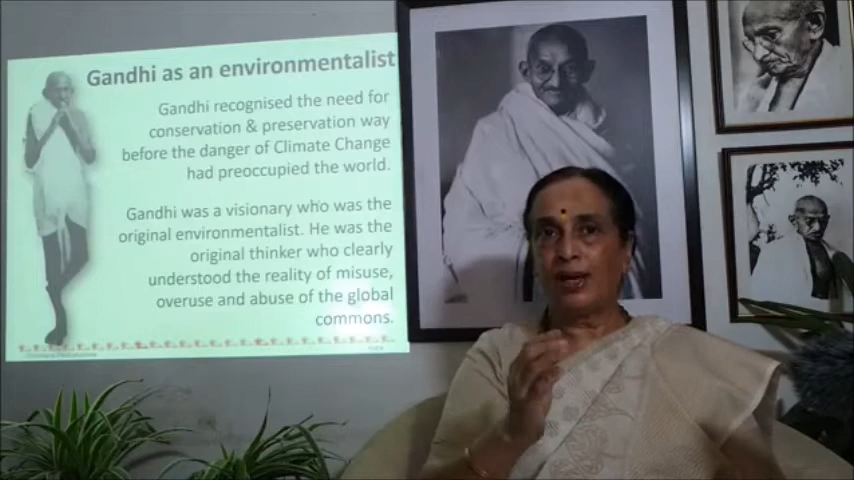 Gandhi as an environmentalist
Gandhi recognised the need for
conservation & preservation way
before the danger of Climate Change
had preoccupied the world.
Gandhi was a visionary who was the
original environmentalist. He was the
original thinker who clearly
understood the reality of misuse,
overuse and abuse of the global
commons.